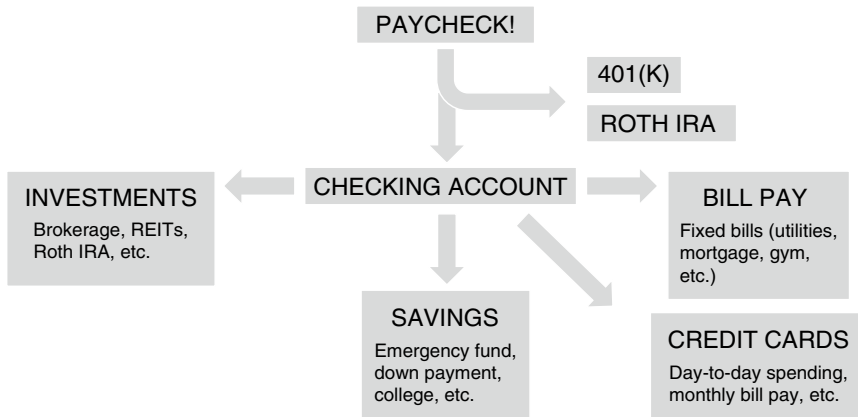 PAYCHECK!
401(K)
ROTH IRA
CHECKING ACCOUNT
INVESTMENTS
Brokerage, REITs,
Roth IRA, etc.
BILL PAY
Fixed bills (utilities,
mortgage, gym,
etc.)
SAVINGS
Emergency fund,
down payment,
college, etc.
CREDIT CARDS
Day-to-day spending,
monthly bill pay, etc.